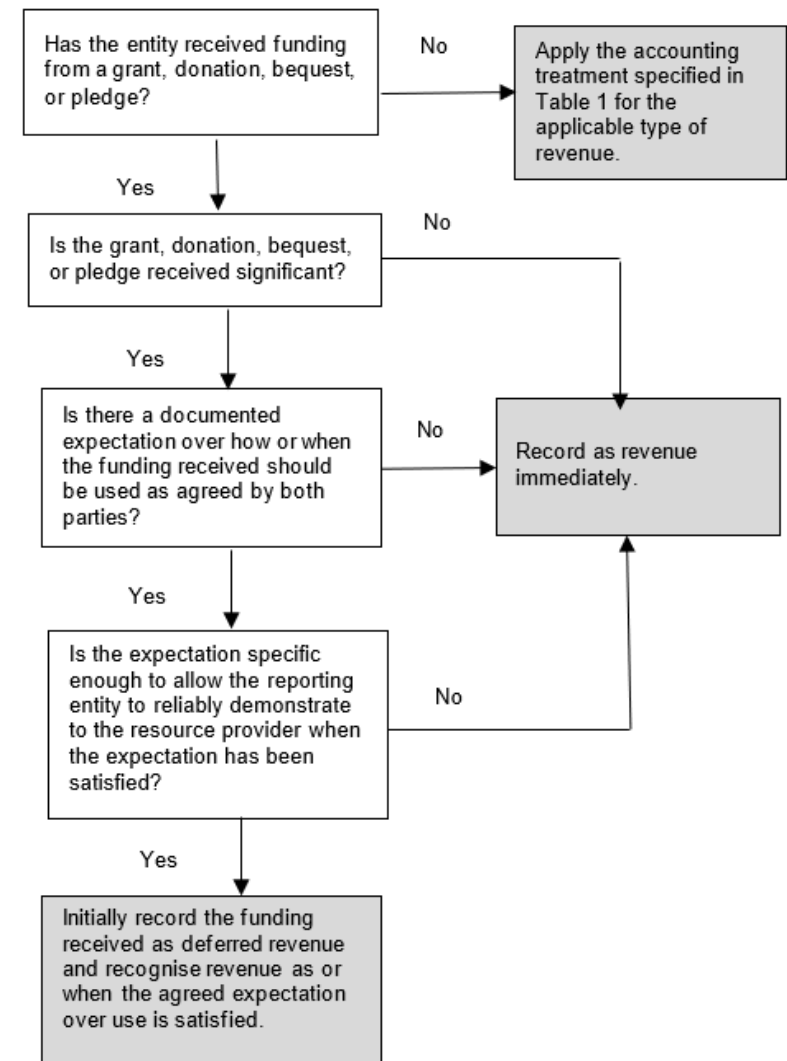 Has the entity received funding
from a grant, donation, bequest,
or pledge?
No
Apply the accounting
treatment specified in
Table 1 for the
applicable type of
revenue.
Yes
Is the grant, donation, bequest,
or pledge received significant?
No
Yes
Is there a documented
expectation over how or when
the funding received should
be used as agreed by both
parties?
No
Record as revenue
immediately.
Yes
Is the expectation specific
enough to allow the reporting
entity to reliably demonstrate
to the resource provider when
the expectation has been
satisfied?
No
Yes
Initially record the funding
received as deferred revenue
and recognise revenue as or
when the agreed expectation
over use is satisfied.